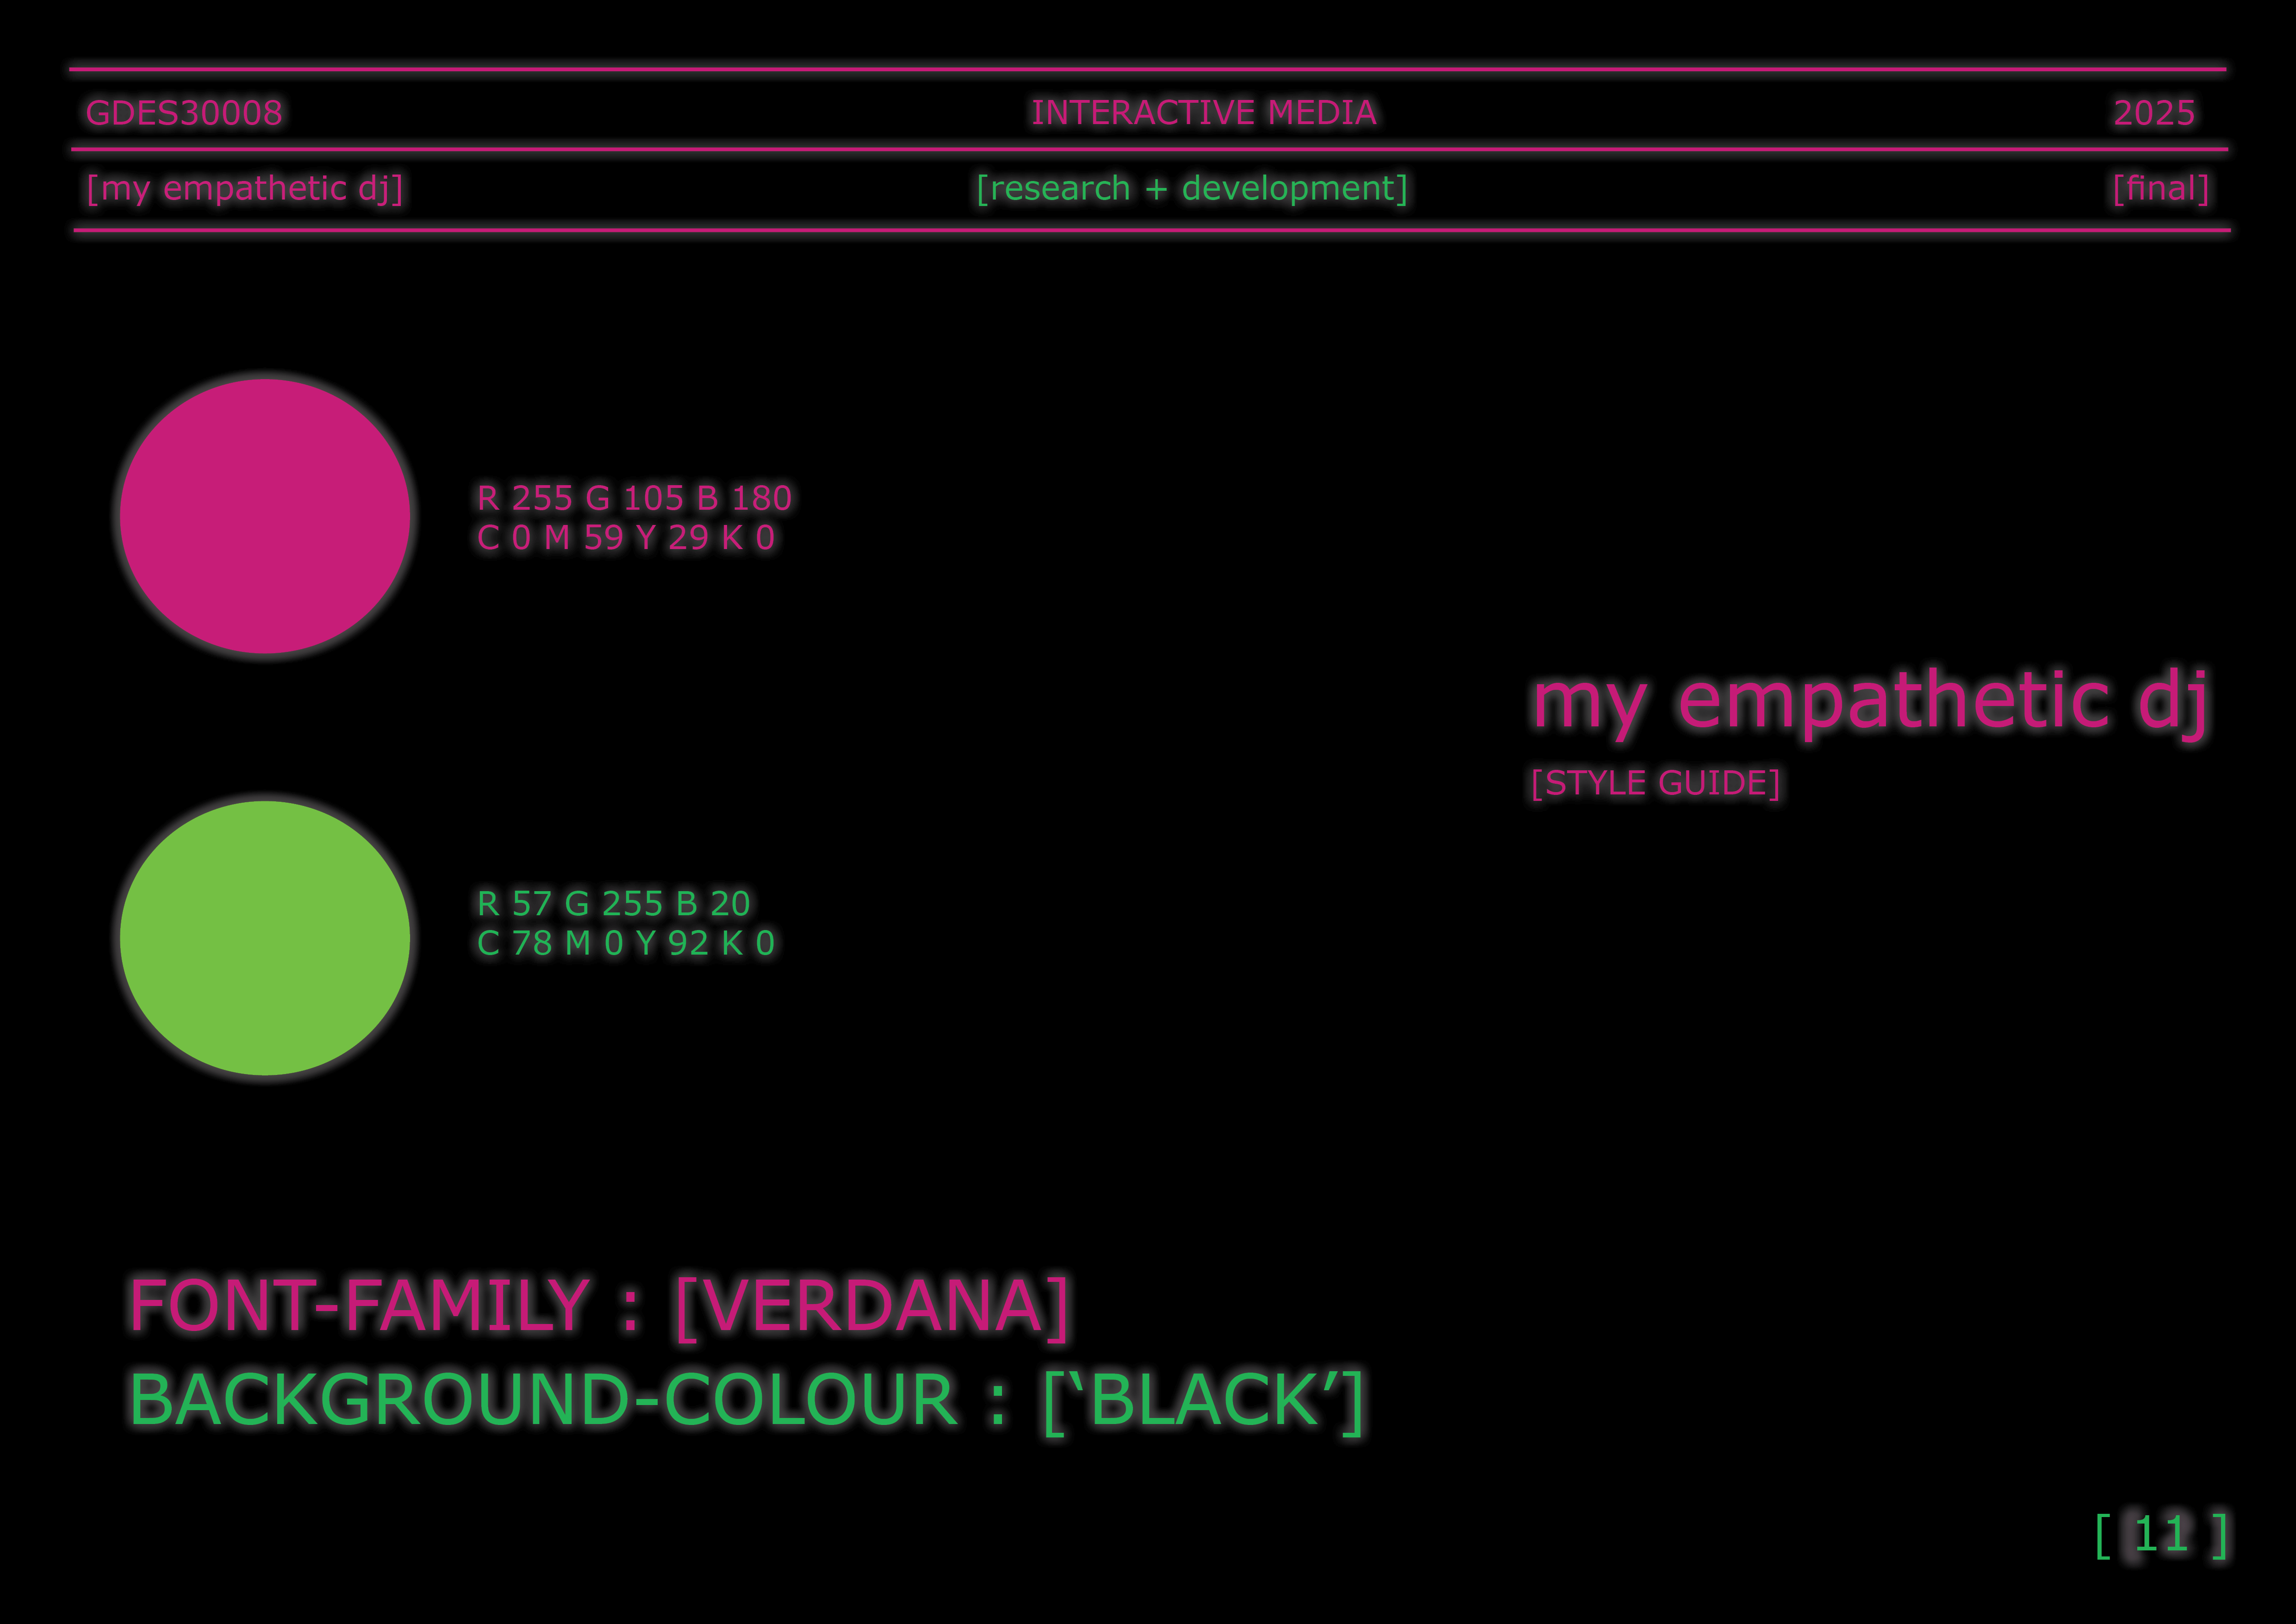 GDES30008 INTERACTIVE MEDIA 2025
[my empathetic dj] [research + development] [final]
R 255 G 105 B 180
C 0 M 59 Y 29 K 0
my empathetic dj
[STYLE GUIDE]
R 57 G 255 B 20
C 78 M 0 Y 92 K 0
FONT-FAMILY : [VERDANA]
BACKGROUND-COLOUR : [‘BLACK’]
[ 11 ]